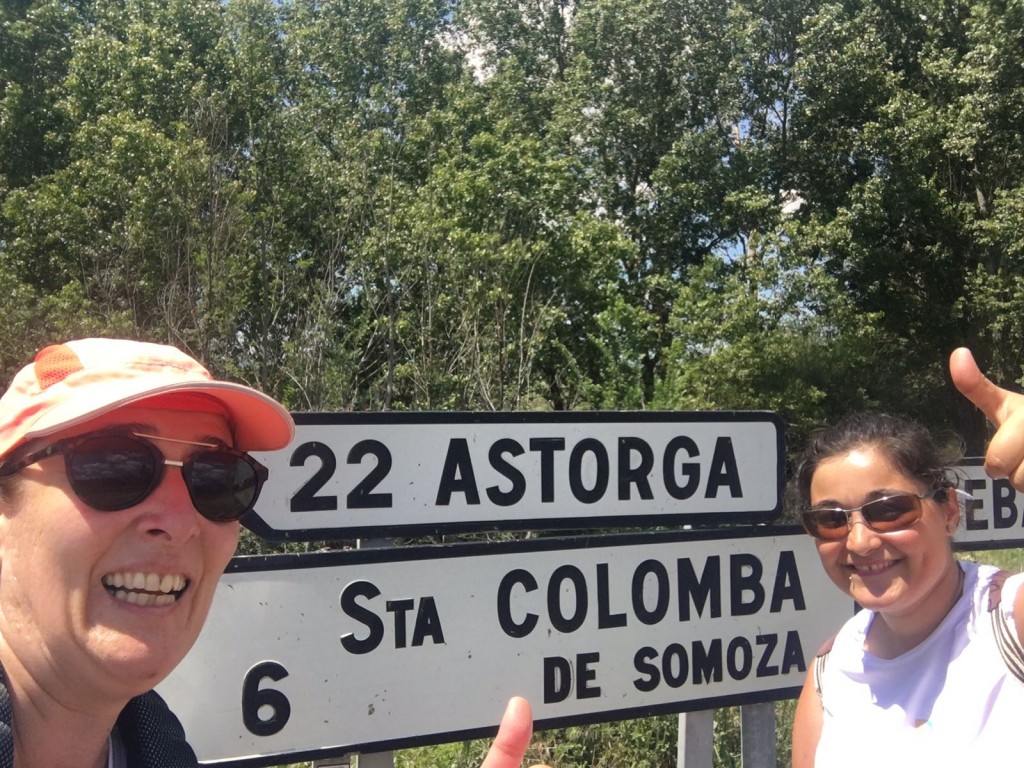 22 ASTORGA
STA COLOMBA
6 DE SOMOZA